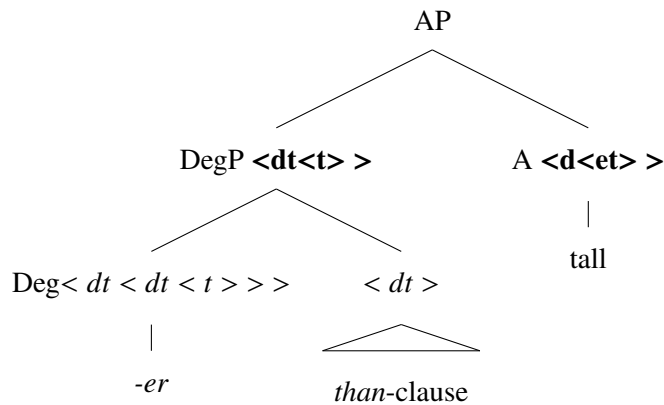 AP
DegP <dt<t> > A <d<et> >
Deg< dt < dt < t > > > < dt > tall
-er than-clause